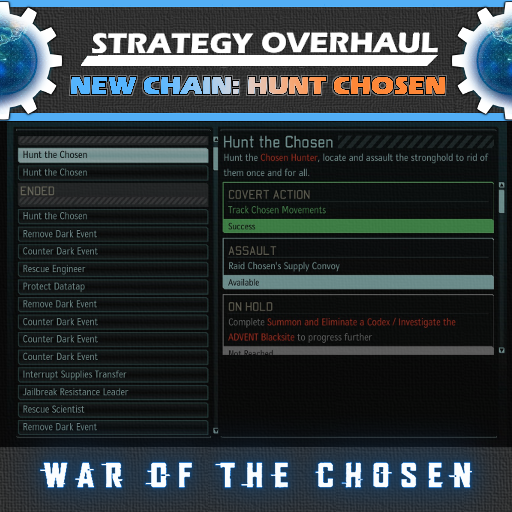 STRATEGY OVERHAUL
NEW CHAIN: HUNT CHOSEN
Hunt the Chosen
Hunt the Chosen
ENDED
Hunt the Chosen
Remove Dark Event
Counter Dark Event
Rescue Engineer
Protect Datatap
Remove Dark Event
Counter Dark Event
Counter Dark Event
Counter Dark Event
Interrupt Supplies Transfer
Jailbreak Resistance Leader
Rescue Scientist
Remove Dark Event
Hunt the Chosen
Hunt the Chosen Hunter, locate and assault the stronghold to rid of
them once and for all.
COVERT ACTION
Track Chosen Movements
Success
ASSAULT
Raid Chosen's Supply Convoy
Available
ON HOLD
Complete Summon and Eliminate a Codex / Investigate the
ADVENT Blacksite to progress further
Not Reached
WAR OF THE CHOSEN